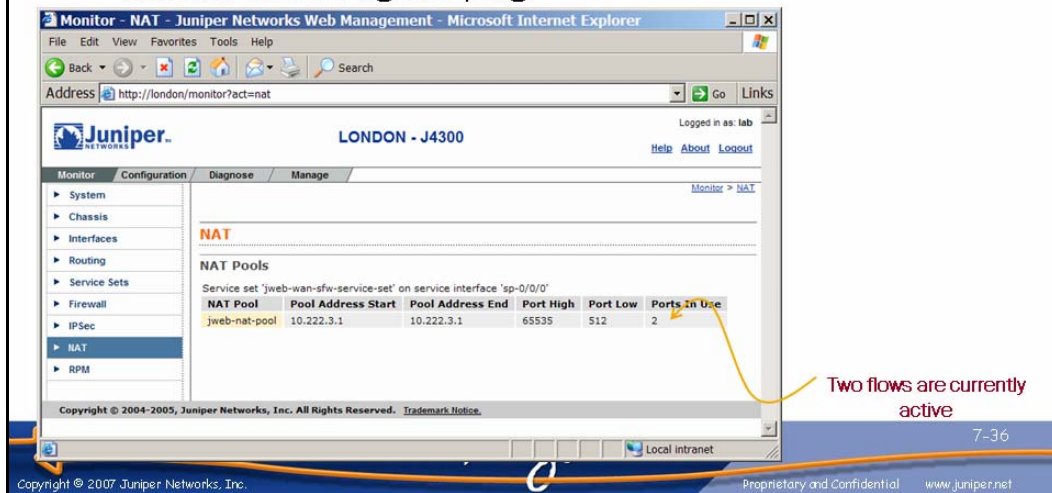 Monitor - NAT - Juniper Networks Web Management - Microsoft Internet Explorer
File Edit View Favorites Tools Help
Back Search
Address http://london/monitor?act=nat Go Links
Juniper
NETWORKS
LONDON - J4300
Logged in as: lab
Help About Logout
Monitor Configuration Diagnose Manage
Monitor > NAT
System
Chassis
Interfaces
Routing
Service Sets
Firewall
IPSec
NAT
RPM
NAT
NAT Pools
Service set 'jweb-wan-sfw-service-set' on service interface 'sp-0/0/0'
NAT Pool Pool Address Start Pool Address End Port High Port Low Ports In Use
jweb-nat-pool 10.222.3.1 10.222.3.1 65535 512 2
Two flows are currently
active
Copyright © 2004-2005, Juniper Networks, Inc. All Rights Reserved. Trademark Notice.
Local intranet
7-36
Copyright © 2007 Juniper Networks, Inc. Proprietary and Confidential www.juniper.net